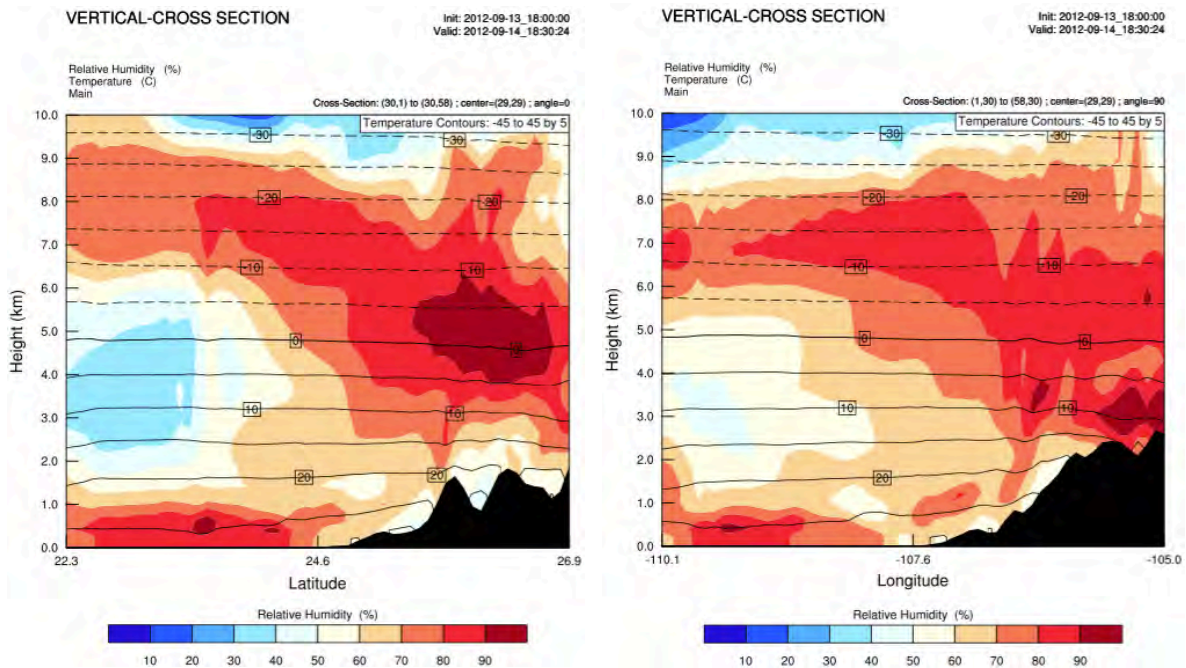 VERTICAL-CROSS SECTION
Init: 2012-09-13_18:00:00
Valid: 2012-09-14_18:30:24
Relative Humidity (%)
Temperature (C)
Main
Cross-Section: (30,1) to (30,58) ; center=(29,29) ; angle=0
Temperature Contours: -45 to 45 by 5
10.0
9.0
8.0
7.0
6.0
5.0
4.0
3.0
2.0
1.0
0.0
Height (km)
-30
-30
-20
-20
-10
10
0
10
10
20
20
22.3
24.6
26.9
Latitude
Relative Humidity (%)
10 20 30 40 50 60 70 80 90
VERTICAL-CROSS SECTION
Init: 2012-09-13_18:00:00
Valid: 2012-09-14_18:30:24
Relative Humidity (%)
Temperature (C)
Main
Cross-Section: (1,30) to (58,30) ; center=(29,29) ; angle=90
Temperature Contours: -45 to 45 by 5
10.0
9.0
8.0
7.0
6.0
5.0
4.0
3.0
2.0
1.0
0.0
Height (km)
-30
-30
-20
-20
-10
-10
0
0
10
10
20
-110.1
-107.6
-105.0
Longitude
Relative Humidity (%)
10 20 30 40 50 60 70 80 90